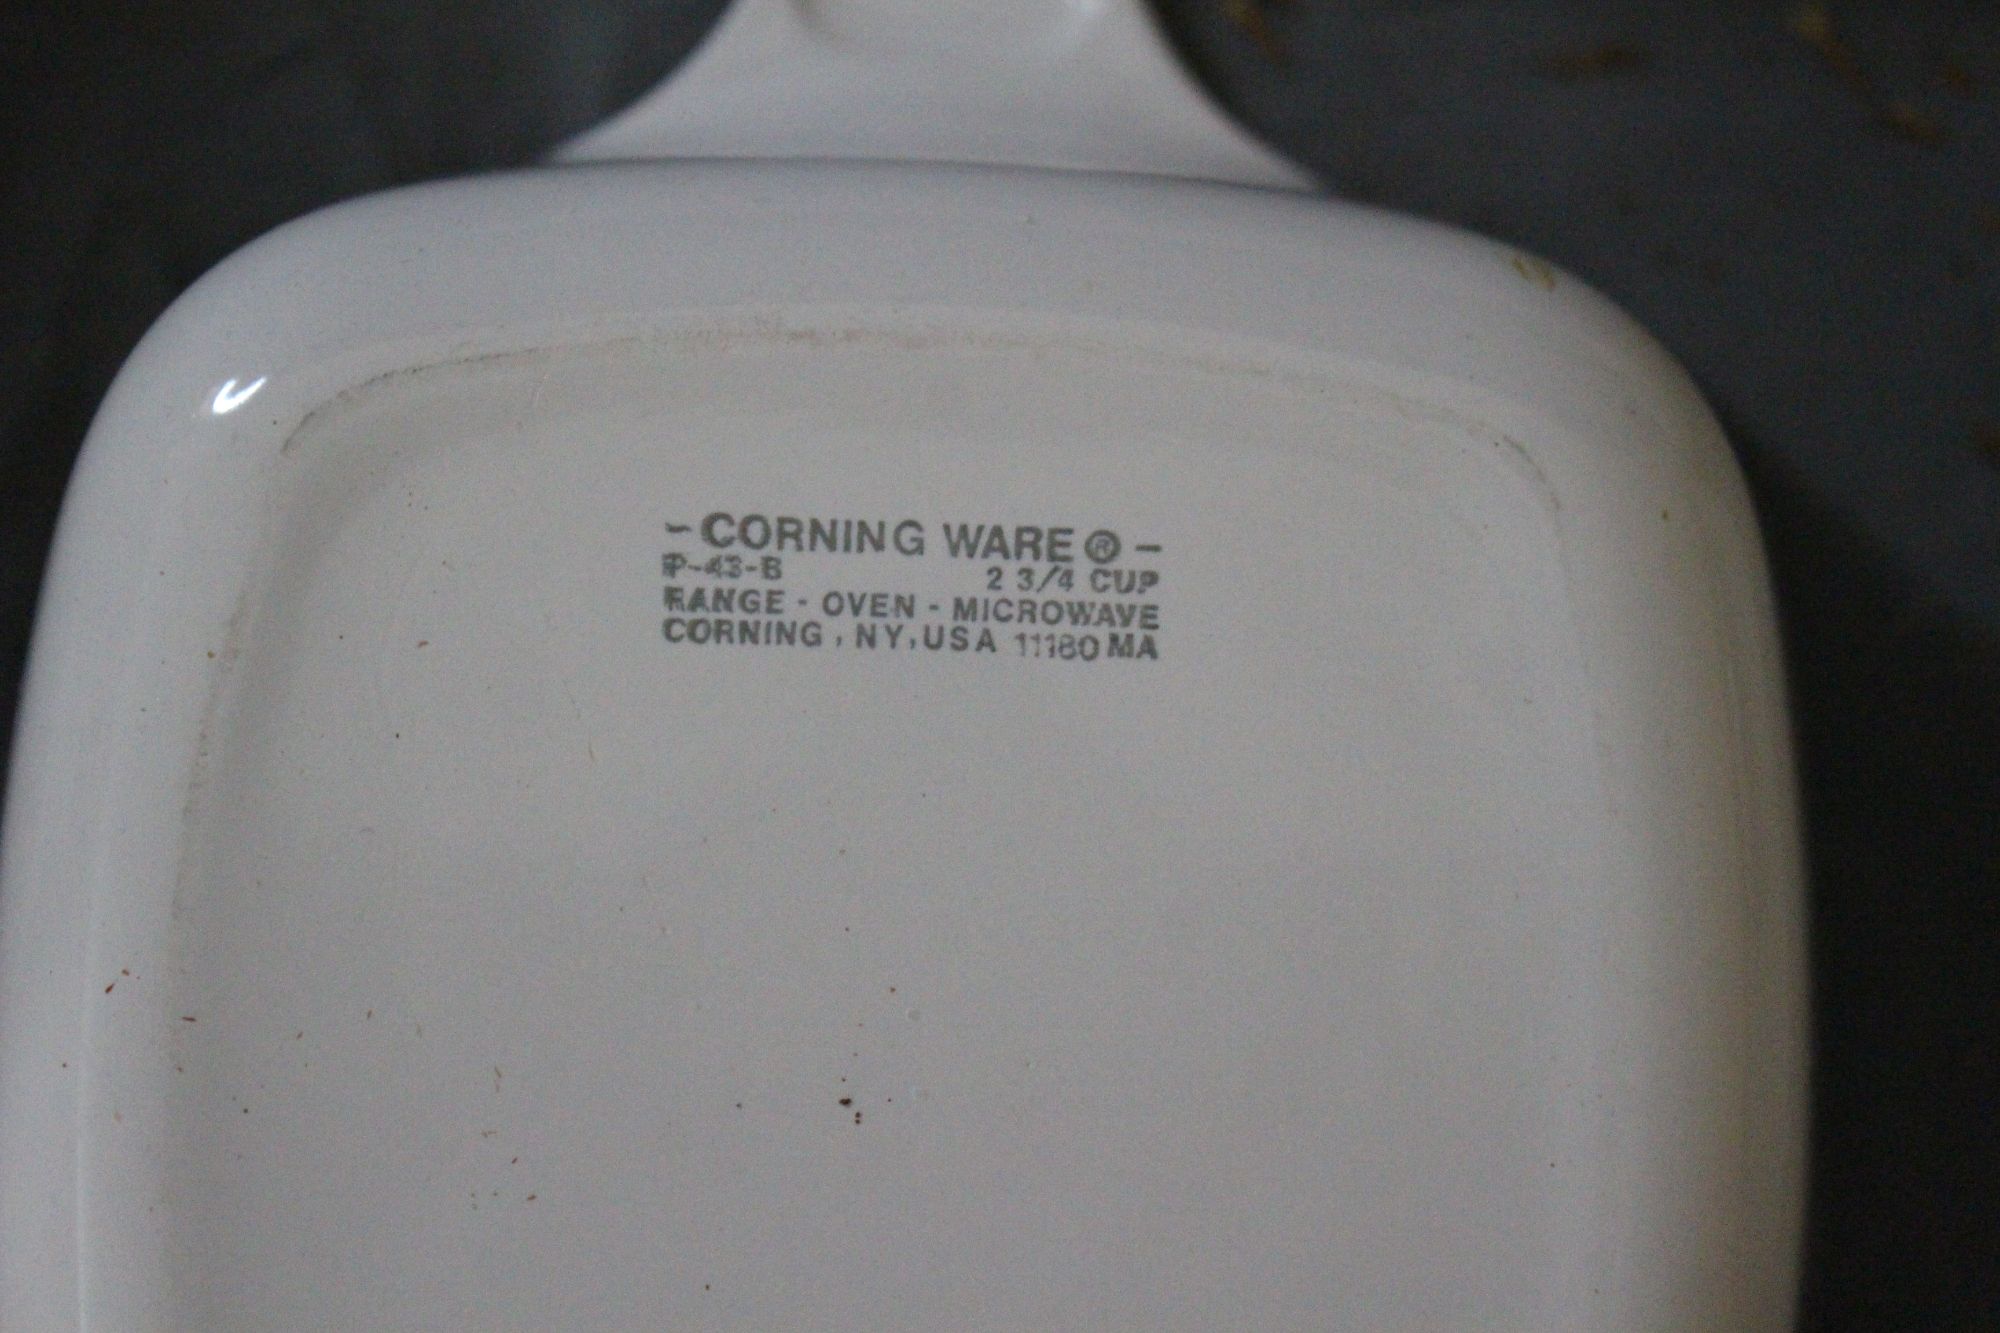 - CORNING WARE ® -
P-43-B 2 3/4 CUP
RANGE - OVEN - MICROWAVE
CORNING, NY, USA 11180 MA